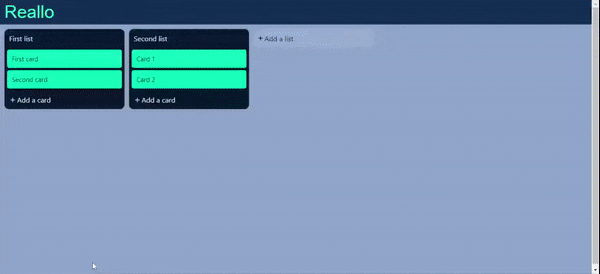 Reallo
First list
First card
Second card
+ Add a card
Second list
Card 1
Card 2
+ Add a card
+ Add a list